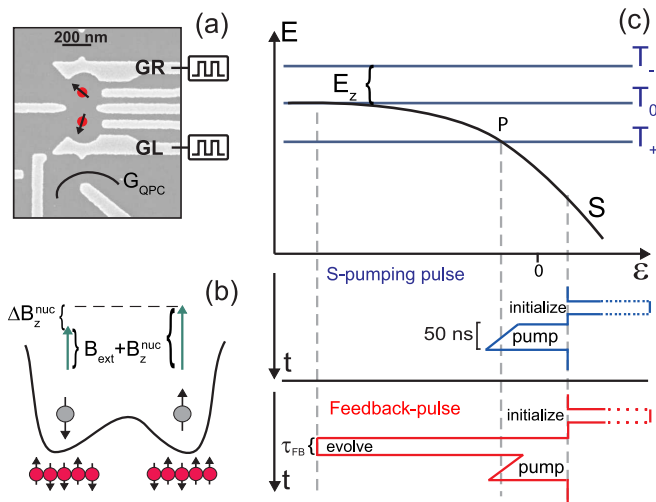 (a)
200 nm
GR
GL
G_QPC
(b)
ΔB_z^nuc
B_ext+B_z^nuc
(c)
E
T_-
E_z
T_0
P
T_+
S
0
ε
S-pumping pulse
initialize
50 ns
pump
t
Feedback-pulse
initialize
τ_FB
evolve
pump
t